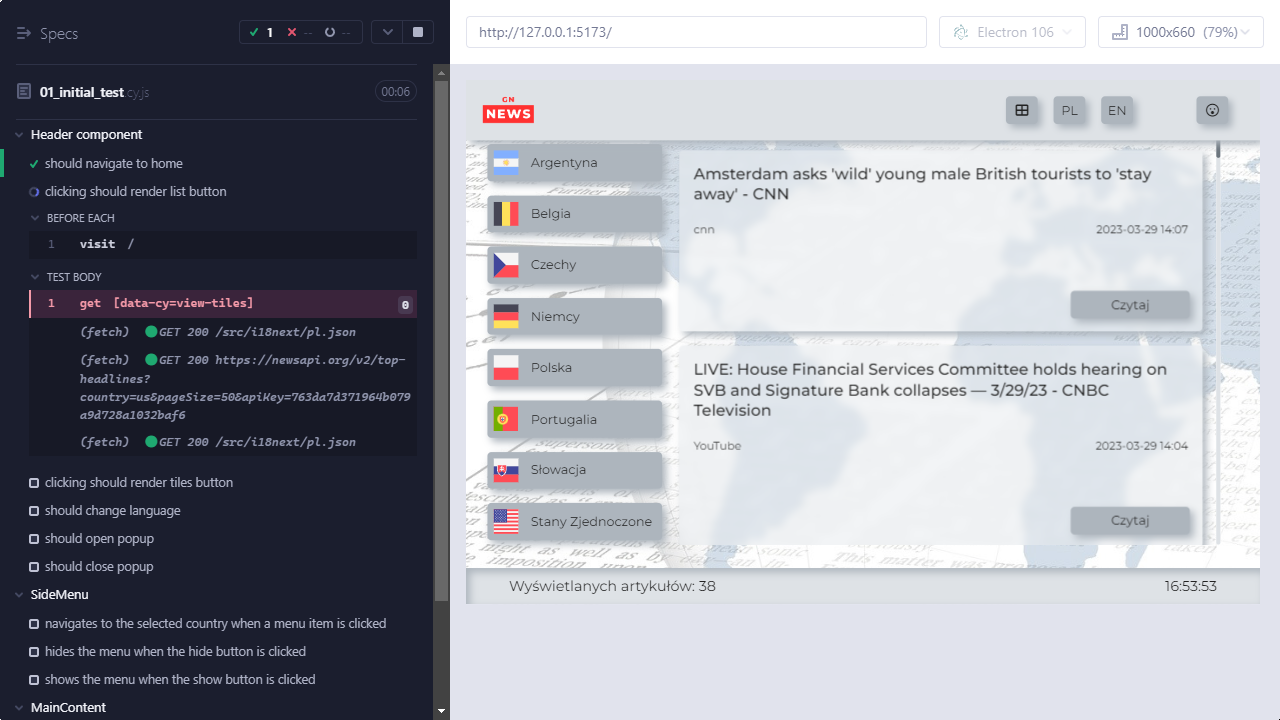 Specs
1
--
--
http://127.0.0.1:5173/
Electron 106
1000x660 (79%)
01_initial_test.cy.js
00:06
Header component
should navigate to home
clicking should render list button
BEFORE EACH
1 visit /
TEST BODY
1 get [data-cy=view-tiles] 0
(fetch) GET 200 /src/i18next/pl.json
(fetch) GET 200 https://newsapi.org/v2/top-
headlines?
country=us&pageSize=50&apiKey=763da7d371964b079
a9d728a1032baf6
(fetch) GET 200 /src/i18next/pl.json
clicking should render tiles button
should change language
should open popup
should close popup
SideMenu
navigates to the selected country when a menu item is clicked
hides the menu when the hide button is clicked
shows the menu when the show button is clicked
MainContent
GN
NEWS
PL
EN
Argentyna
Belgia
Czechy
Niemcy
Polska
Portugalia
Słowacja
Stany Zjednoczone
Amsterdam asks 'wild' young male British tourists to 'stay
away' - CNN
cnn
2023-03-29 14:07
Czytaj
LIVE: House Financial Services Committee holds hearing on
SVB and Signature Bank collapses — 3/29/23 - CNBC
Television
YouTube
2023-03-29 14:04
Czytaj
Wyświetlanych artykułów: 38
16:53:53